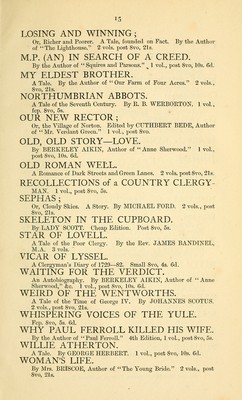 15
LOSING AND WINNING;
Or, Richer and Poorer. A Tale, founded on Fact. By the Author
of "The Lighthouse." 2 vols. post 8vo, 21s.
M.P. (AN) IN SEARCH OF A CREED.
By the Author of "Squires and Parsons." 1 vol., post 8vo, 10s. 6d.
MY ELDEST BROTHER.
A Tale. By the Author of "Our Farm of Four Acres." 2 vols.,
8vo, 21s.
NORTHUMBRIAN ABBOTS.
A Tale of the Seventh Century. By R. B. WERBORTON. 1 vol.,
fcp. 8vo, 5s.
OUR NEW RECTOR;
Or, the Village of Norton. Edited by CUTHBERT BEDE, Author
of "Mr. Verdant Green." 1 vol., post 8vo.
OLD, OLD STORY—LOVE.
By BERKELEY AIKIN, Author of "Anne Sherwood." 1 vol.,
post 8vo, 10s. 6d.
OLD ROMAN WELL.
A Romance of Dark Streets and Green Lanes. 2 vols. post 8vo, 21s.
RECOLLECTIONS of a COUNTRY CLERGY-
MAN. 1 vol., post 8vo, 5s.
SEPHAS;
Or, Cloudy Skies. A Story. By MICHAEL FORD. 2 vols., post
8vo, 21s.
SKELETON IN THE CUPBOARD.
By LADY SCOTT. Cheap Edition. Post 8vo, 5s.
STAR OF LOVELL.
A Tale of the Poor Clergy. By the Rev. JAMES BANDINEL,
M.A. 3 vols.
VICAR OF LYSSEL.
A Clergyman's Diary of 1729—82. Small 8vo, 4s. 6d.
WAITING FOR THE VERDICT.
An Autobiography. By BERKELEY AIKIN, Author of "Anne
Sherwood," &c. 1 vol., post 8vo, 10s. 6d.
WEIRD OF THE WENTWORTHS.
A Tale of the Time of George IV. By JOHANNES SCOTUS.
2 vols., post 8vo, 21s.
WHISPERING VOICES OF THE YULE.
Fcp. 8vo, 5s. 6d.
WHY PAUL FERROLL KILLED HIS WIFE.
By the Author of "Paul Ferroll." 4th Edition, 1 vol., post 8vo, 5s.
WILLIE ATHERTON.
A Tale. By GEORGE HERBERT. 1 vol., post 8vo, 10s. 6d.
WOMAN'S LIFE.
By Mrs. BRISCOE, Author of "The Young Bride." 2 vols., post
8vo, 21s.